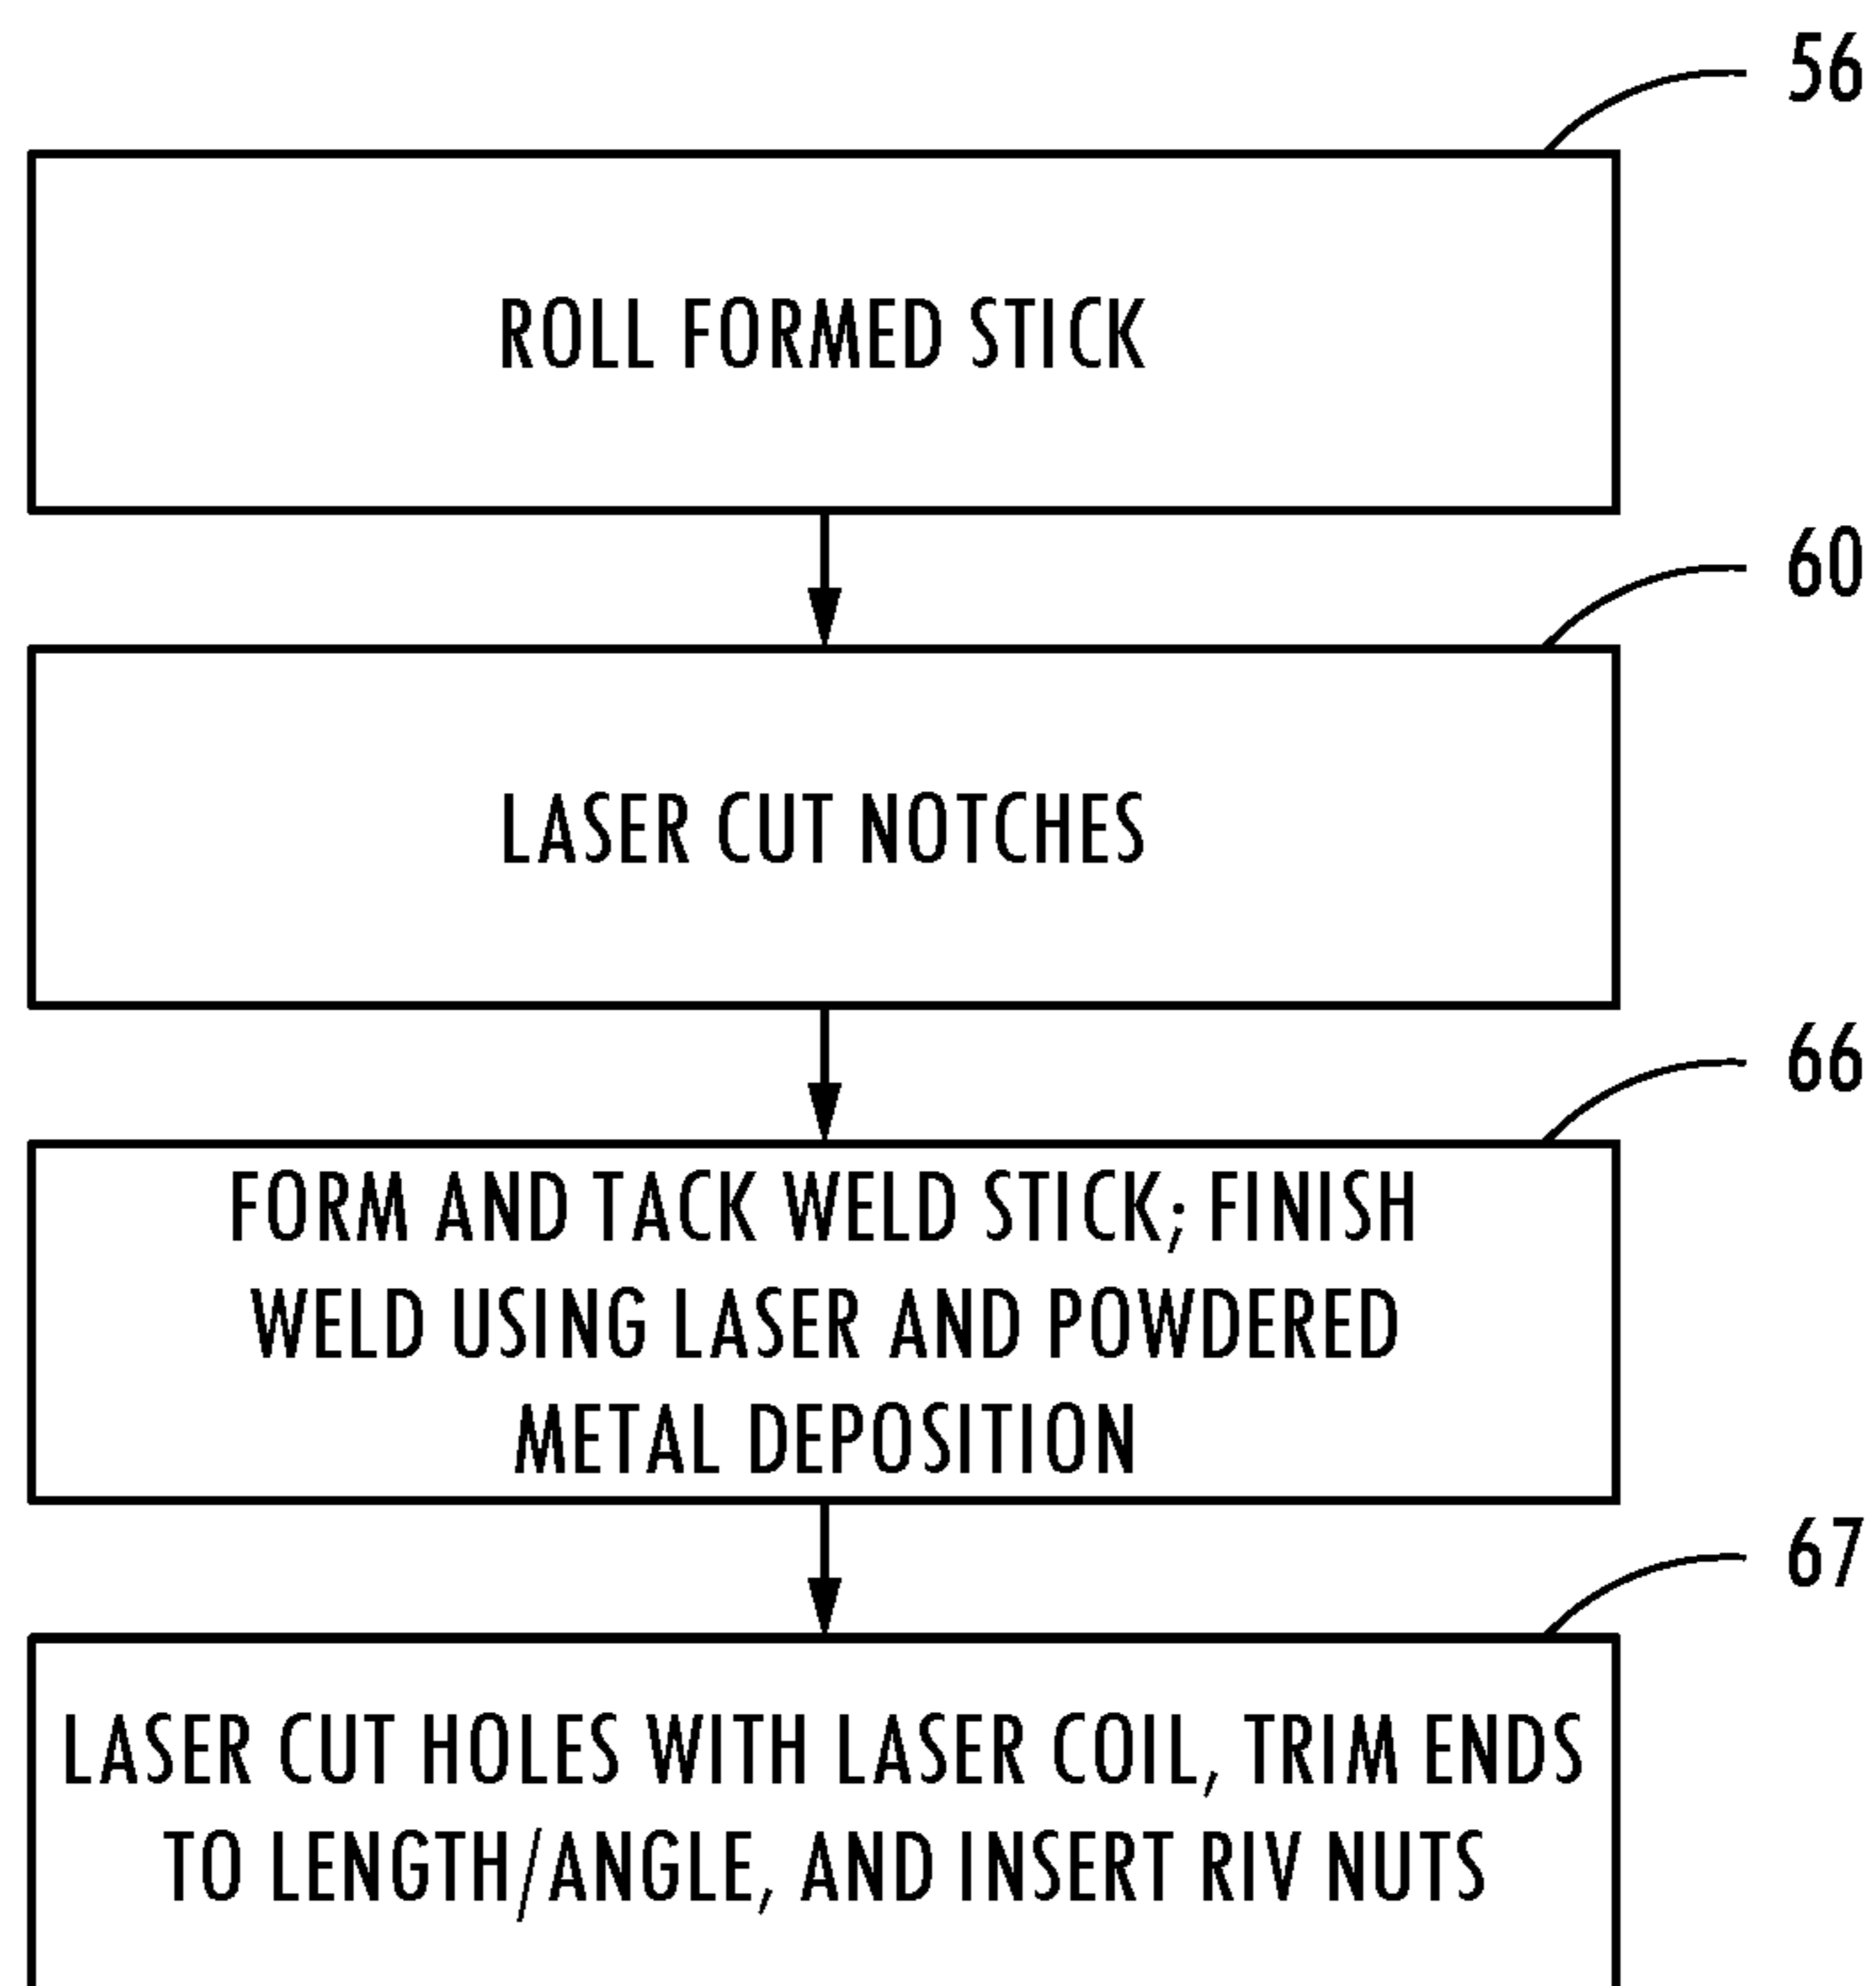 56
ROLL FORMED STICK
60
LASER CUT NOTCHES
66
FORM AND TACK WELD STICK; FINISH
WELD USING LASER AND POWDERED
METAL DEPOSITION
67
LASER CUT HOLES WITH LASER COIL, TRIM ENDS
TO LENGTH/ANGLE, AND INSERT RIV NUTS